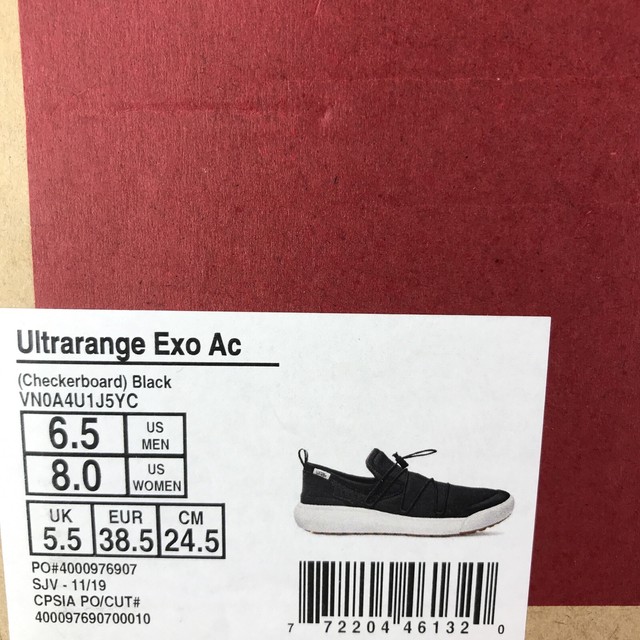 Ultrarange Exo Ac
(Checkerboard) Black
VN0A4U1J5YC
6.5 US MEN
8.0 US WOMEN
UK EUR CM
5.5 38.5 24.5
PO#4000976907
SJV - 11/19
CPSIA PO/CUT#
400097690700010
7 72204 46132 0